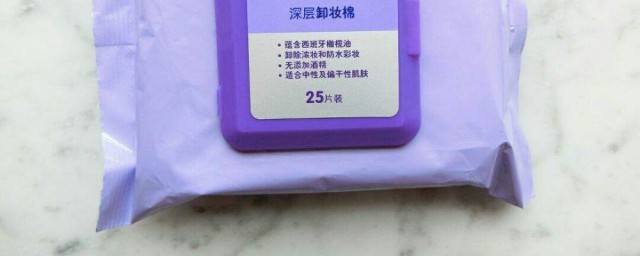 深层卸妆棉
• 蕴含西班牙橄榄油
• 卸除浓妆和防水彩妆
• 无添加酒精
• 适合中性及偏干性肌肤
25片装